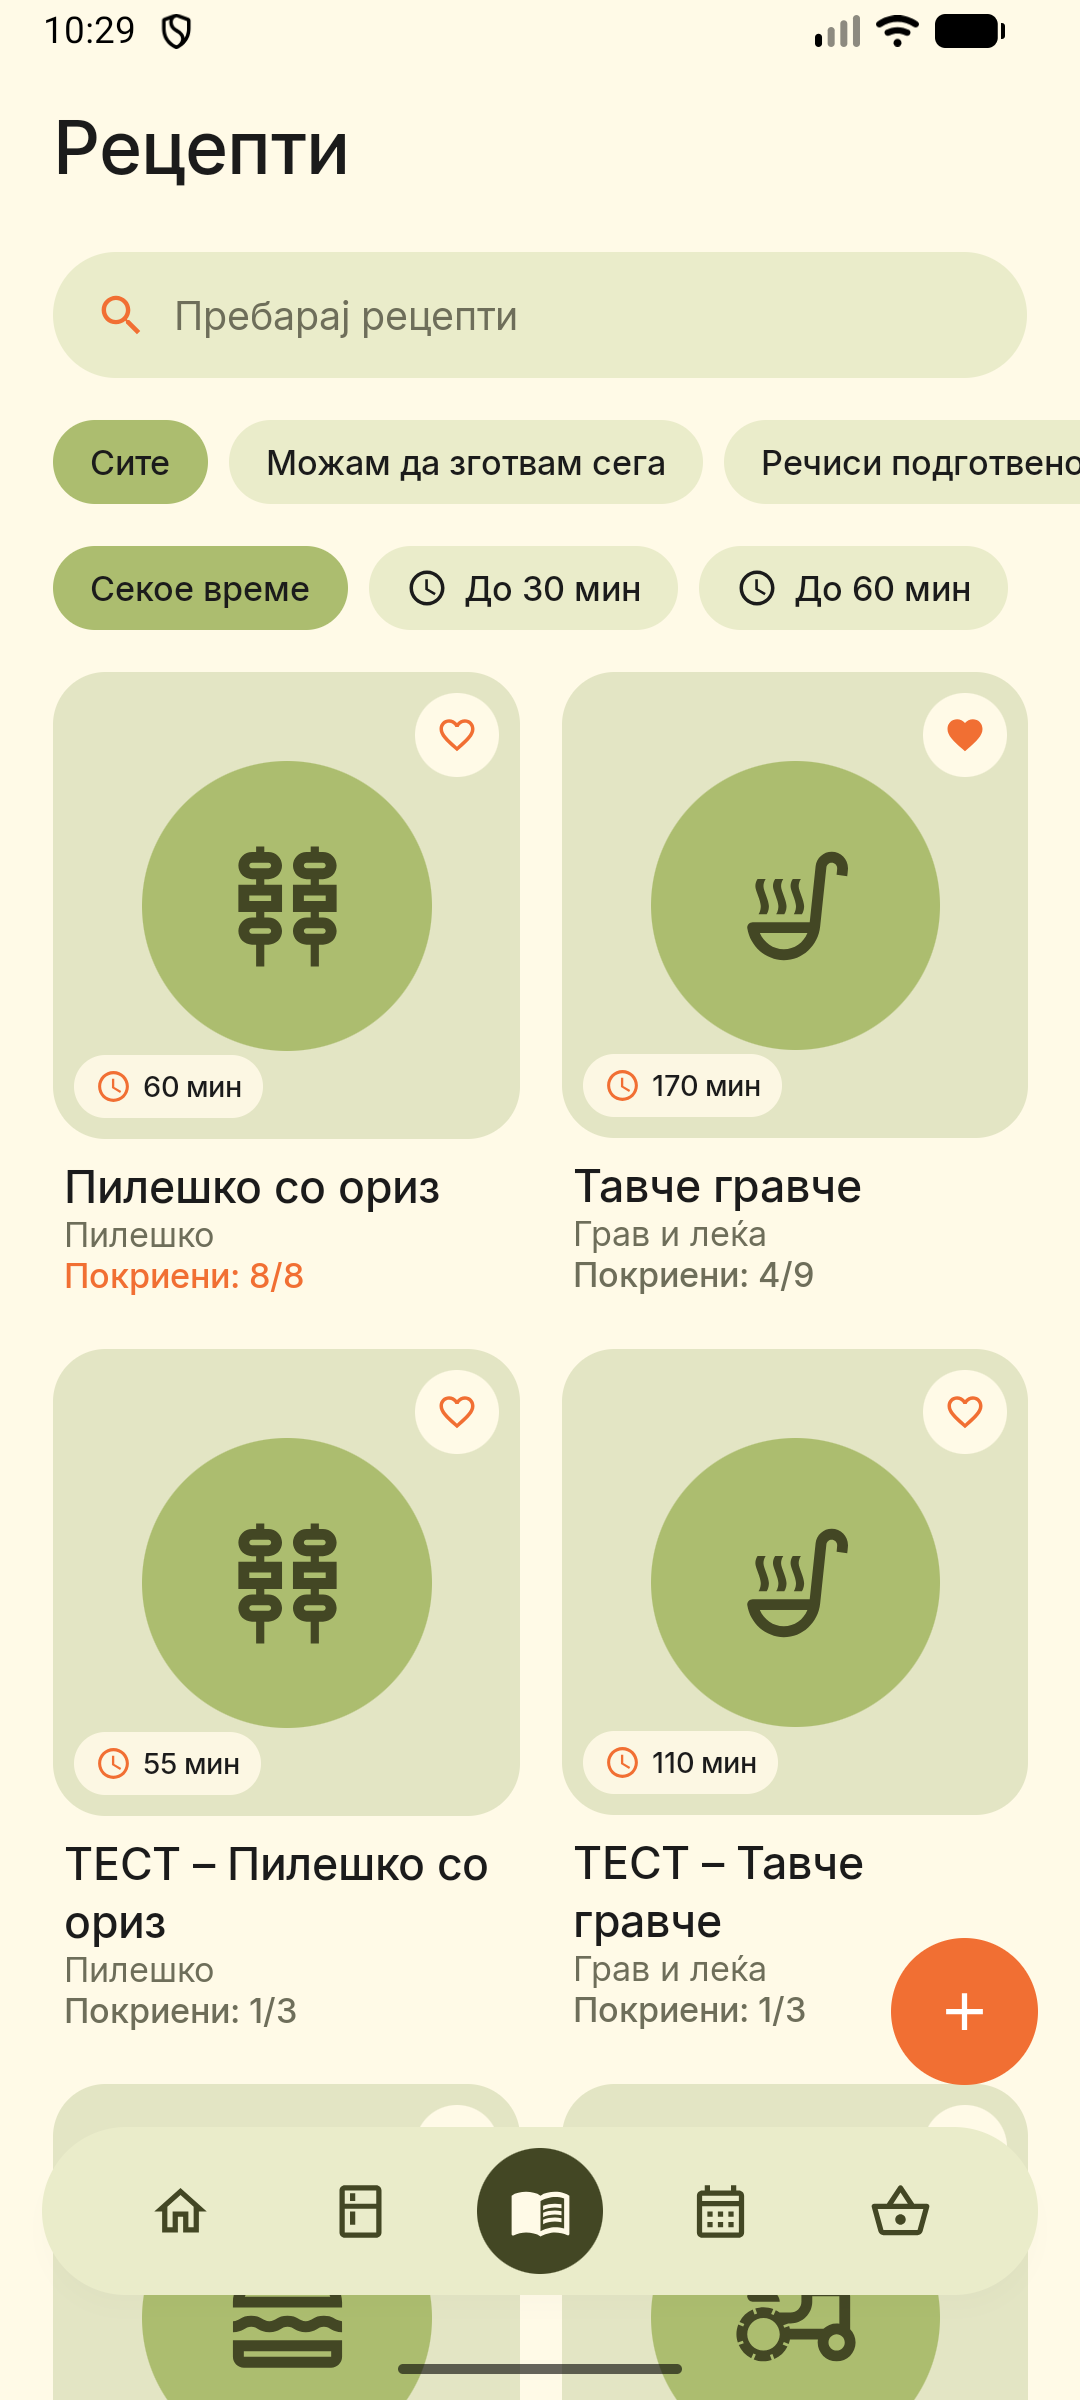 10:29
Рецепти
Пребарај рецепти
Сите
Можам да зготвам сега
Речиси подготвено
Секое време
До 30 мин
До 60 мин
60 мин
170 мин
Пилешко со ориз
Пилешко
Покриени: 8/8
Тавче гравче
Грав и леќа
Покриени: 4/9
55 мин
110 мин
ТЕСТ – Пилешко со
ориз
Пилешко
Покриени: 1/3
ТЕСТ – Тавче
гравче
Грав и леќа
Покриени: 1/3